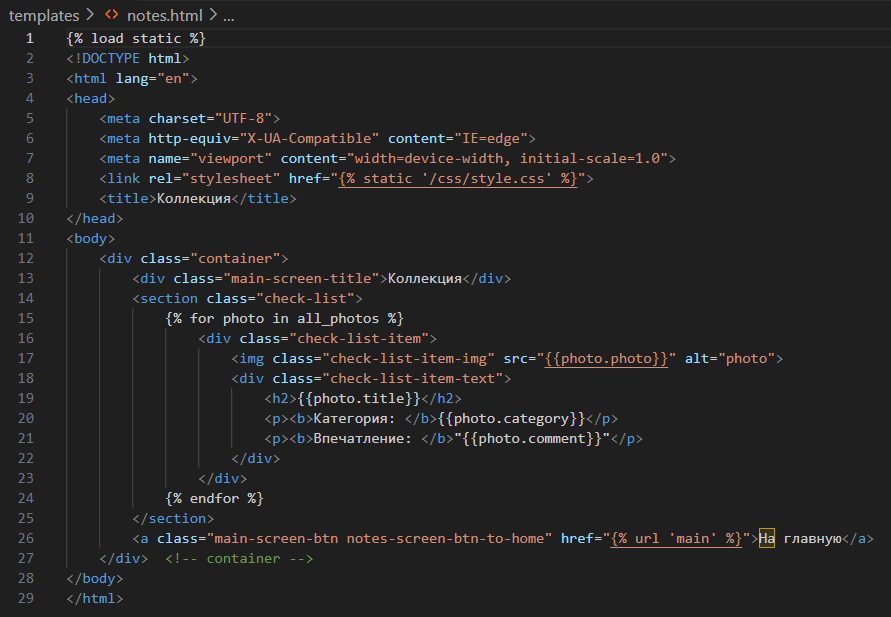 templates > <> notes.html > ...
1 {% load static %}
2 <!DOCTYPE html>
3 <html lang="en">
4 <head>
5     <meta charset="UTF-8">
6     <meta http-equiv="X-UA-Compatible" content="IE=edge">
7     <meta name="viewport" content="width=device-width, initial-scale=1.0">
8     <link rel="stylesheet" href="{% static '/css/style.css' %}">
9     <title>Коллекция</title>
10 </head>
11 <body>
12     <div class="container">
13         <div class="main-screen-title">Коллекция</div>
14         <section class="check-list">
15             {% for photo in all_photos %}
16                 <div class="check-list-item">
17                     <img class="check-list-item-img" src="{{photo.photo}}" alt="photo">
18                     <div class="check-list-item-text">
19                         <h2>{{photo.title}}</h2>
20                         <p><b>Категория: </b>{{photo.category}}</p>
21                         <p><b>Впечатление: </b>"{{photo.comment}}"</p>
22                     </div>
23                 </div>
24             {% endfor %}
25         </section>
26         <a class="main-screen-btn notes-screen-btn-to-home" href="{% url 'main' %}">На главную</a>
27     </div>  <!-- container -->
28 </body>
29 </html>